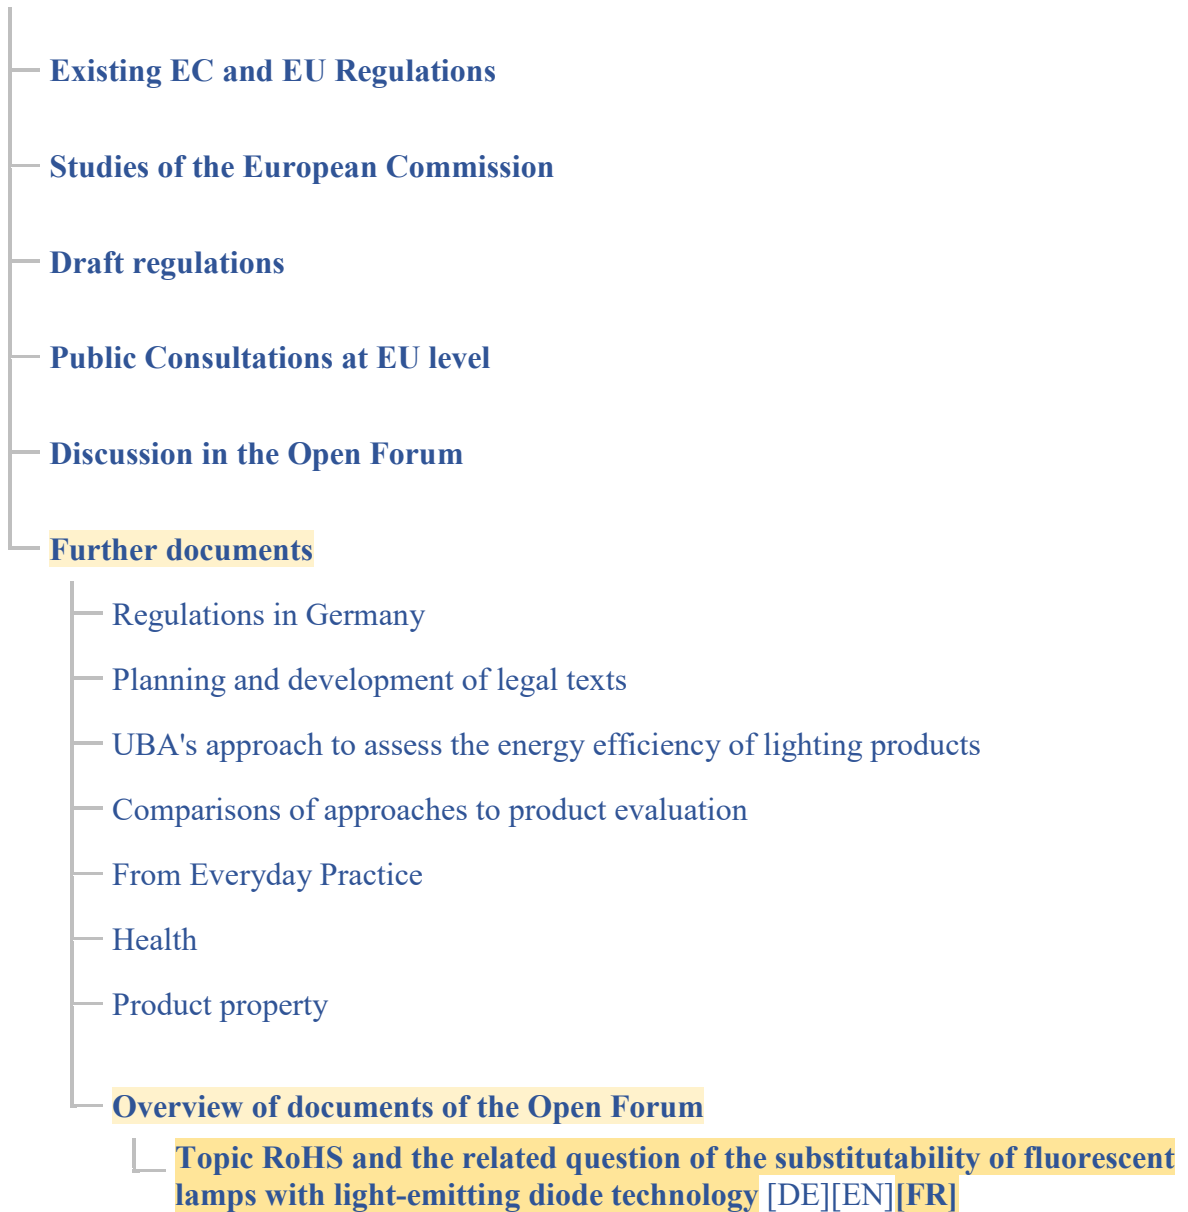 Existing EC and EU Regulations
Studies of the European Commission
Draft regulations
Public Consultations at EU level
Discussion in the Open Forum
Further documents
Regulations in Germany
Planning and development of legal texts
UBA's approach to assess the energy efficiency of lighting products
Comparisons of approaches to product evaluation
From Everyday Practice
Health
Product property
Overview of documents of the Open Forum
Topic RoHS and the related question of the substitutability of fluorescent
lamps with light-emitting diode technology [DE][EN][FR]